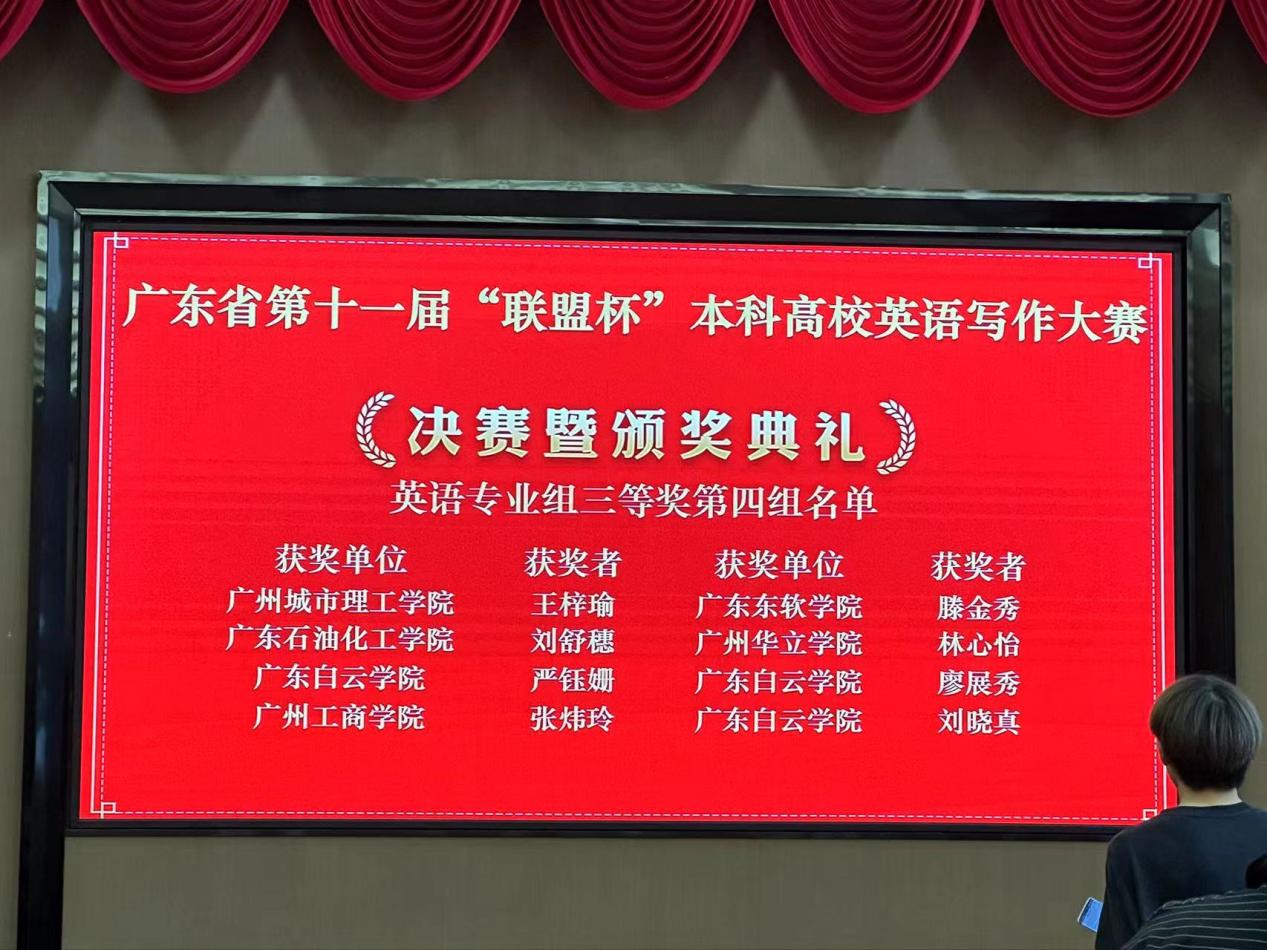 广东省第十一届“联盟杯”本科高校英语写作大赛
决赛暨颁奖典礼
英语专业组三等奖第四组名单
获奖单位 获奖者 获奖单位 获奖者
广州城市理工学院 王梓瑜 广东东软学院 滕金秀
广东石油化工学院 刘舒穗 广州华立学院 林心怡
广东白云学院 严钰姗 广东白云学院 廖展秀
广州工商学院 张炜玲 广东白云学院 刘晓真